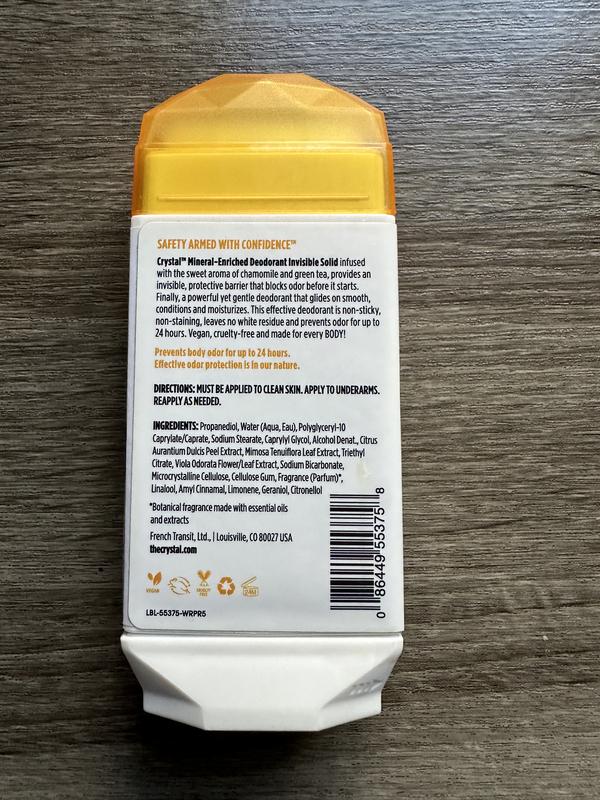 SAFETY ARMED WITH CONFIDENCE™
Crystal™ Mineral-Enriched Deodorant Invisible Solid infused
with the sweet aroma of chamomile and green tea, provides an
invisible, protective barrier that blocks odor before it starts.
Finally, a powerful yet gentle deodorant that glides on smooth,
conditions and moisturizes. This effective deodorant is non-sticky,
non-staining, leaves no white residue and prevents odor for up to
24 hours. Vegan, cruelty-free and made for every BODY!
Prevents body odor for up to 24 hours.
Effective odor protection is in our nature.
DIRECTIONS: MUST BE APPLIED TO CLEAN SKIN. APPLY TO UNDERARMS.
REAPPLY AS NEEDED.
INGREDIENTS: Propanediol, Water (Aqua, Eau), Polyglyceryl-10
Caprylate/Caprate, Sodium Stearate, Caprylyl Glycol, Alcohol Denat., Citrus
Aurantium Dulcis Peel Extract, Mimosa Tenuiflora Leaf Extract, Triethyl
Citrate, Viola Odorata Flower/Leaf Extract, Sodium Bicarbonate,
Microcrystalline Cellulose, Cellulose Gum, Fragrance (Parfum)*,
Linalool, Amyl Cinnamal, Limonene, Geraniol, Citronellol
*Botanical fragrance made with essential oils
and extracts
French Transit, Ltd., | Louisville, CO 80027 USA
thecrystal.com
VEGAN
CRUELTY
FREE
24M
LBL-55375-WRPR5
0 86449 55375 8